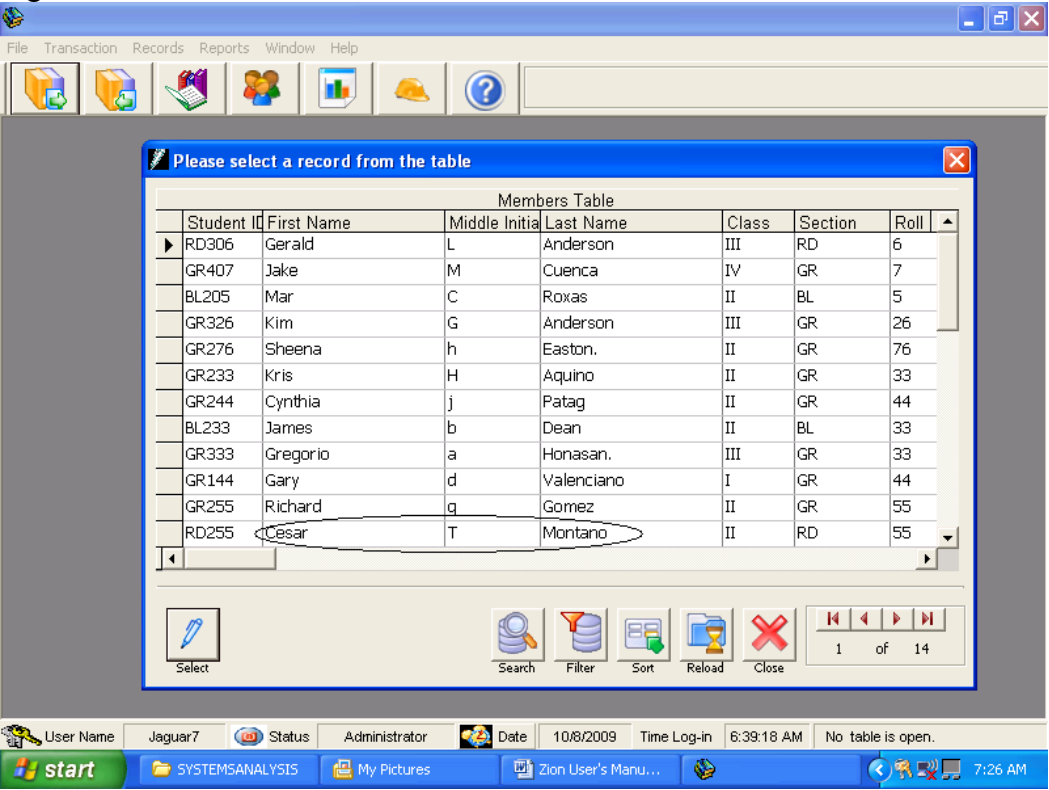 File Transaction Records Reports Window Help
Please select a record from the table
Members Table
Student ID First Name Middle Initia Last Name Class Section Roll
RD306 Gerald L Anderson III RD 6
GR407 Jake M Cuenca IV GR 7
BL205 Mar C Roxas II BL 5
GR326 Kim G Anderson III GR 26
GR276 Sheena h Easton. II GR 76
GR233 Kris H Aquino II GR 33
GR244 Cynthia j Patag II GR 44
BL233 James b Dean II BL 33
GR333 Gregorio a Honasan. III GR 33
GR144 Gary d Valenciano I GR 44
GR255 Richard g Gomez II GR 55
RD255 Cesar T Montano II RD 55
Select Search Filter Sort Reload Close 1 of 14
User Name Jaguar7 Status Administrator Date 10/8/2009 Time Log-in 6:39:18 AM No table is open.
start SYSTEMSANALYSIS My Pictures Zion User's Manu... 7:26 AM